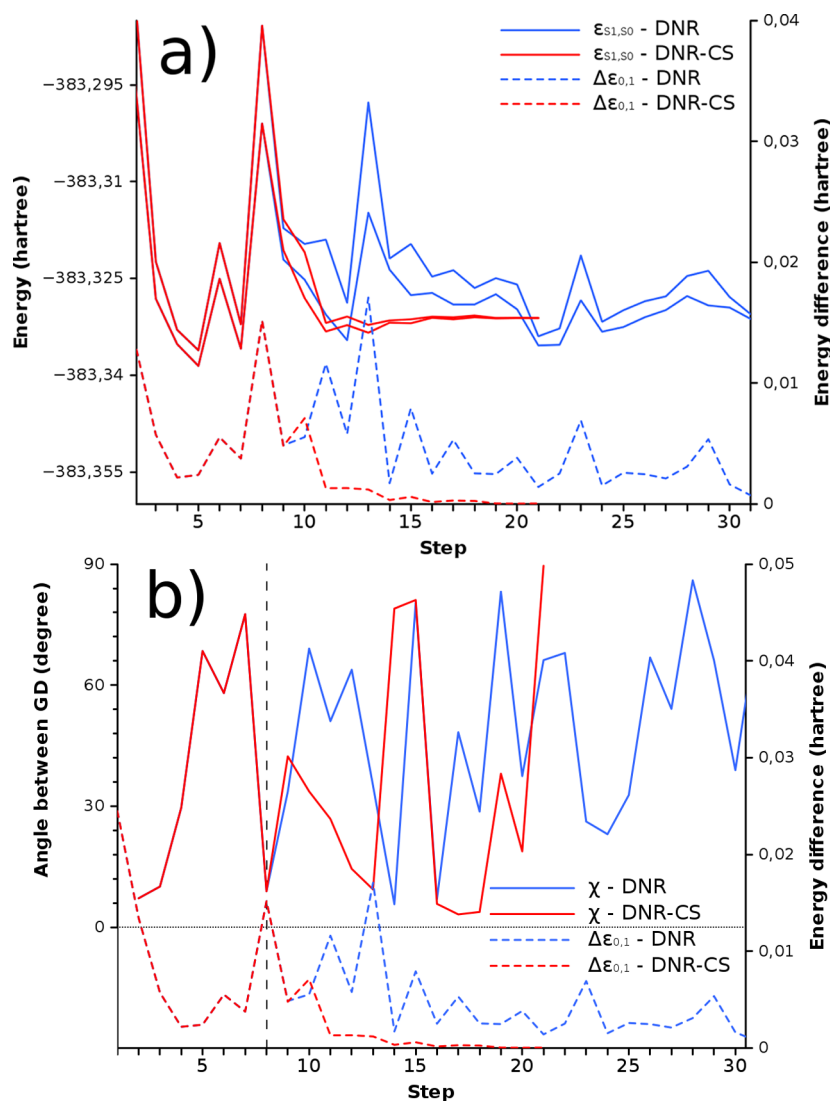 a)
εS1,S0 - DNR
εS1,S0 - DNR-CS
Δε0,1 - DNR
Δε0,1 - DNR-CS
Energy (hartree)
−383,295
−383,31
−383,325
−383,34
−383,355
0,04
0,03
0,02
0,01
0
Energy difference (hartree)
5 10 15 20 25 30
Step
b)
Angle between GD (degree)
90
60
30
0
0,05
0,04
0,03
0,02
0,01
0
Energy difference (hartree)
χ - DNR
χ - DNR-CS
Δε0,1 - DNR
Δε0,1 - DNR-CS
5 10 15 20 25 30
Step